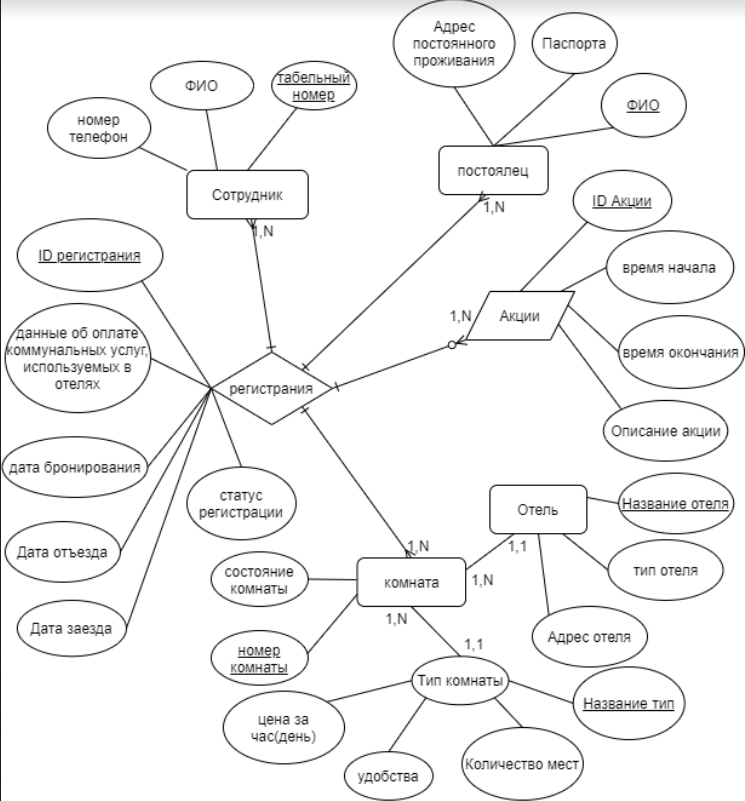 Адрес
постоянного
проживания
Паспорта
ФИО
ФИО
табельный
номер
номер
телефон
Сотрудник
1,N
постоялец
1,N
ID Акции
время начала
время окончания
Описание акции
Акции
1,N
ID регистрания
данные об оплате
коммунальных услуг,
используемых в
отелях
дата бронирования
Дата отъезда
Дата заезда
статус
регистрации
регистрания
Отель
1,1
Название отеля
тип отеля
Адрес отеля
1,N
комната
1,N
1,N
состояние
комнаты
номер
комнаты
1,1
Тип комнаты
Название тип
цена за
час(день)
удобства
Количество мест